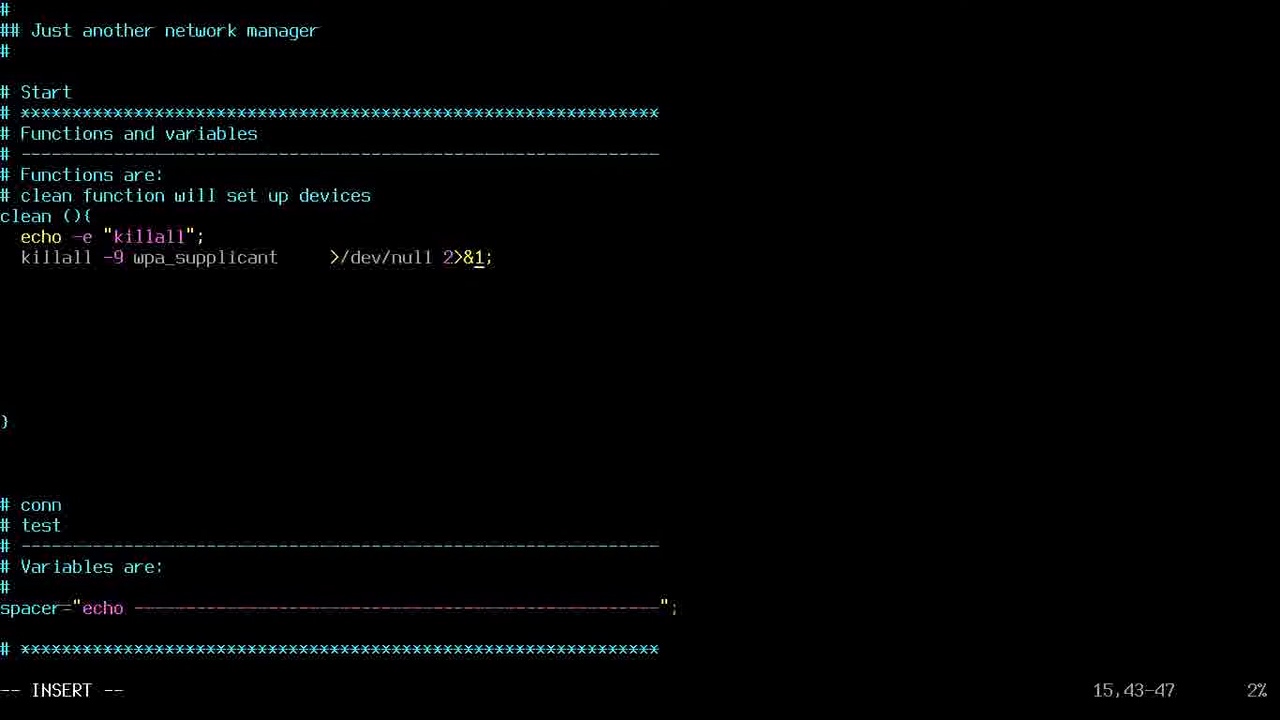 #
## Just another network manager
#
# Start
# **************************************************************
# Functions and variables
# --------------------------------------------------------------
# Functions are:
# clean function will set up devices
clean (){
  echo -e "killall";
  killall -9 wpa_supplicant     >/dev/null 2>&1;
}
# conn
# test
# --------------------------------------------------------------
# Variables are:
#
spacer="echo ---------------------------------------------------";
# **************************************************************
-- INSERT --                                                                                              15,43-47       2%